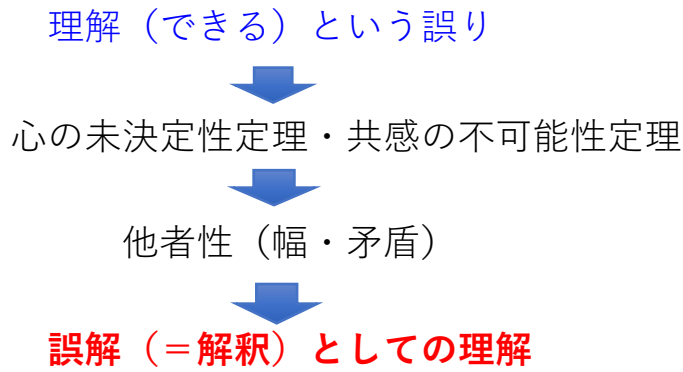 理解（できる）という誤り
心の未決定性定理・共感の不可能性定理
他者性（幅・矛盾）
誤解（＝解釈）としての理解